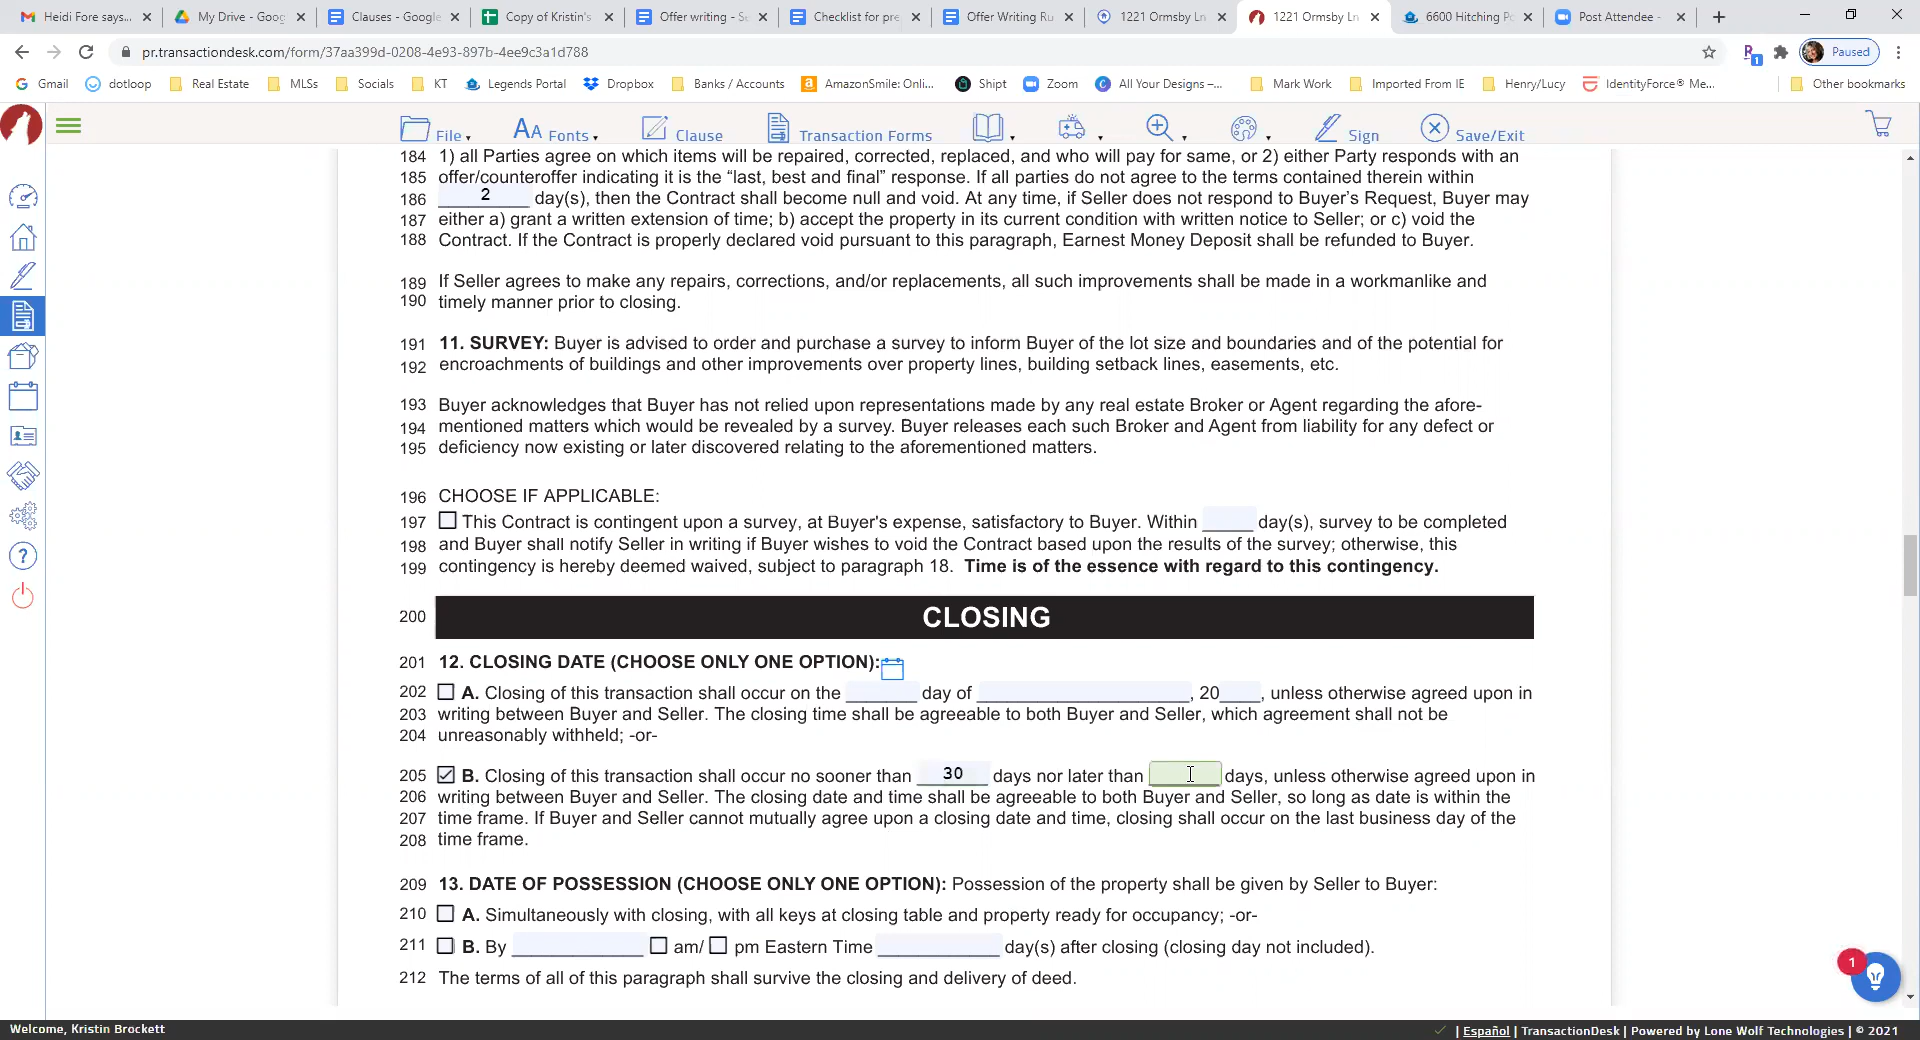 Heidi Fore says...
My Drive - Goog
Clauses - Google
Copy of Kristin's
Offer writing - Su
Checklist for pre
Offer Writing Ru
1221 Ormsby Ln
1221 Ormsby Ln
6600 Hitching Po
Post Attendee -
pr.transactiondesk.com/form/37aa399d-0208-4e93-897b-4ee9c3a1d788
Paused
Gmail
dotloop
Real Estate
MLSs
Socials
KT
Legends Portal
Dropbox
Banks / Accounts
AmazonSmile: Onli...
Shipt
Zoom
All Your Designs –...
Mark Work
Imported From IE
Henry/Lucy
IdentityForce® Me...
Other bookmarks
File
Fonts
Clause
Transaction Forms
Sign
Save/Exit
184 1) all Parties agree on which items will be repaired, corrected, replaced, and who will pay for same, or 2) either Party responds with an
185 offer/counteroffer indicating it is the “last, best and final” response. If all parties do not agree to the terms contained therein within
186 2 day(s), then the Contract shall become null and void. At any time, if Seller does not respond to Buyer’s Request, Buyer may
187 either a) grant a written extension of time; b) accept the property in its current condition with written notice to Seller; or c) void the
188 Contract. If the Contract is properly declared void pursuant to this paragraph, Earnest Money Deposit shall be refunded to Buyer.
189 If Seller agrees to make any repairs, corrections, and/or replacements, all such improvements shall be made in a workmanlike and
190 timely manner prior to closing.
191 11. SURVEY: Buyer is advised to order and purchase a survey to inform Buyer of the lot size and boundaries and of the potential for
192 encroachments of buildings and other improvements over property lines, building setback lines, easements, etc.
193 Buyer acknowledges that Buyer has not relied upon representations made by any real estate Broker or Agent regarding the afore-
194 mentioned matters which would be revealed by a survey. Buyer releases each such Broker and Agent from liability for any defect or
195 deficiency now existing or later discovered relating to the aforementioned matters.
196 CHOOSE IF APPLICABLE:
197 This Contract is contingent upon a survey, at Buyer's expense, satisfactory to Buyer. Within day(s), survey to be completed
198 and Buyer shall notify Seller in writing if Buyer wishes to void the Contract based upon the results of the survey; otherwise, this
199 contingency is hereby deemed waived, subject to paragraph 18. Time is of the essence with regard to this contingency.
200 CLOSING
201 12. CLOSING DATE (CHOOSE ONLY ONE OPTION):
202 A. Closing of this transaction shall occur on the day of , 20 , unless otherwise agreed upon in
203 writing between Buyer and Seller. The closing time shall be agreeable to both Buyer and Seller, which agreement shall not be
204 unreasonably withheld; -or-
205 B. Closing of this transaction shall occur no sooner than 30 days nor later than days, unless otherwise agreed upon in
206 writing between Buyer and Seller. The closing date and time shall be agreeable to both Buyer and Seller, so long as date is within the
207 time frame. If Buyer and Seller cannot mutually agree upon a closing date and time, closing shall occur on the last business day of the
208 time frame.
209 13. DATE OF POSSESSION (CHOOSE ONLY ONE OPTION): Possession of the property shall be given by Seller to Buyer:
210 A. Simultaneously with closing, with all keys at closing table and property ready for occupancy; -or-
211 B. By am/ pm Eastern Time day(s) after closing (closing day not included).
212 The terms of all of this paragraph shall survive the closing and delivery of deed.
1
Welcome, Kristin Brockett
| Español | TransactionDesk | Powered by Lone Wolf Technologies | © 2021